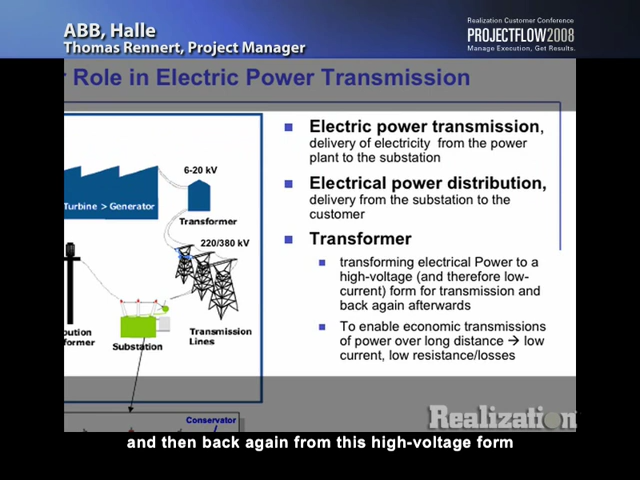 ABB, Halle
Thomas Rennert, Project Manager
Realization Customer Conference
PROJECTFLOW2008
Manage Execution, Get Results.
r Role in Electric Power Transmission
6-20 kV
Turbine > Generator
Transformer
220/380 kV
bution
former
Substation
Transmission
Lines
Conservator
Electric power transmission,
delivery of electricity from the power
plant to the substation
Electrical power distribution,
delivery from the substation to the
customer
Transformer
transforming electrical Power to a
high-voltage (and therefore low-
current) form for transmission and
back again afterwards
To enable economic transmissions
of power over long distance → low
current, low resistance/losses
Realization
and then back again from this high-voltage form